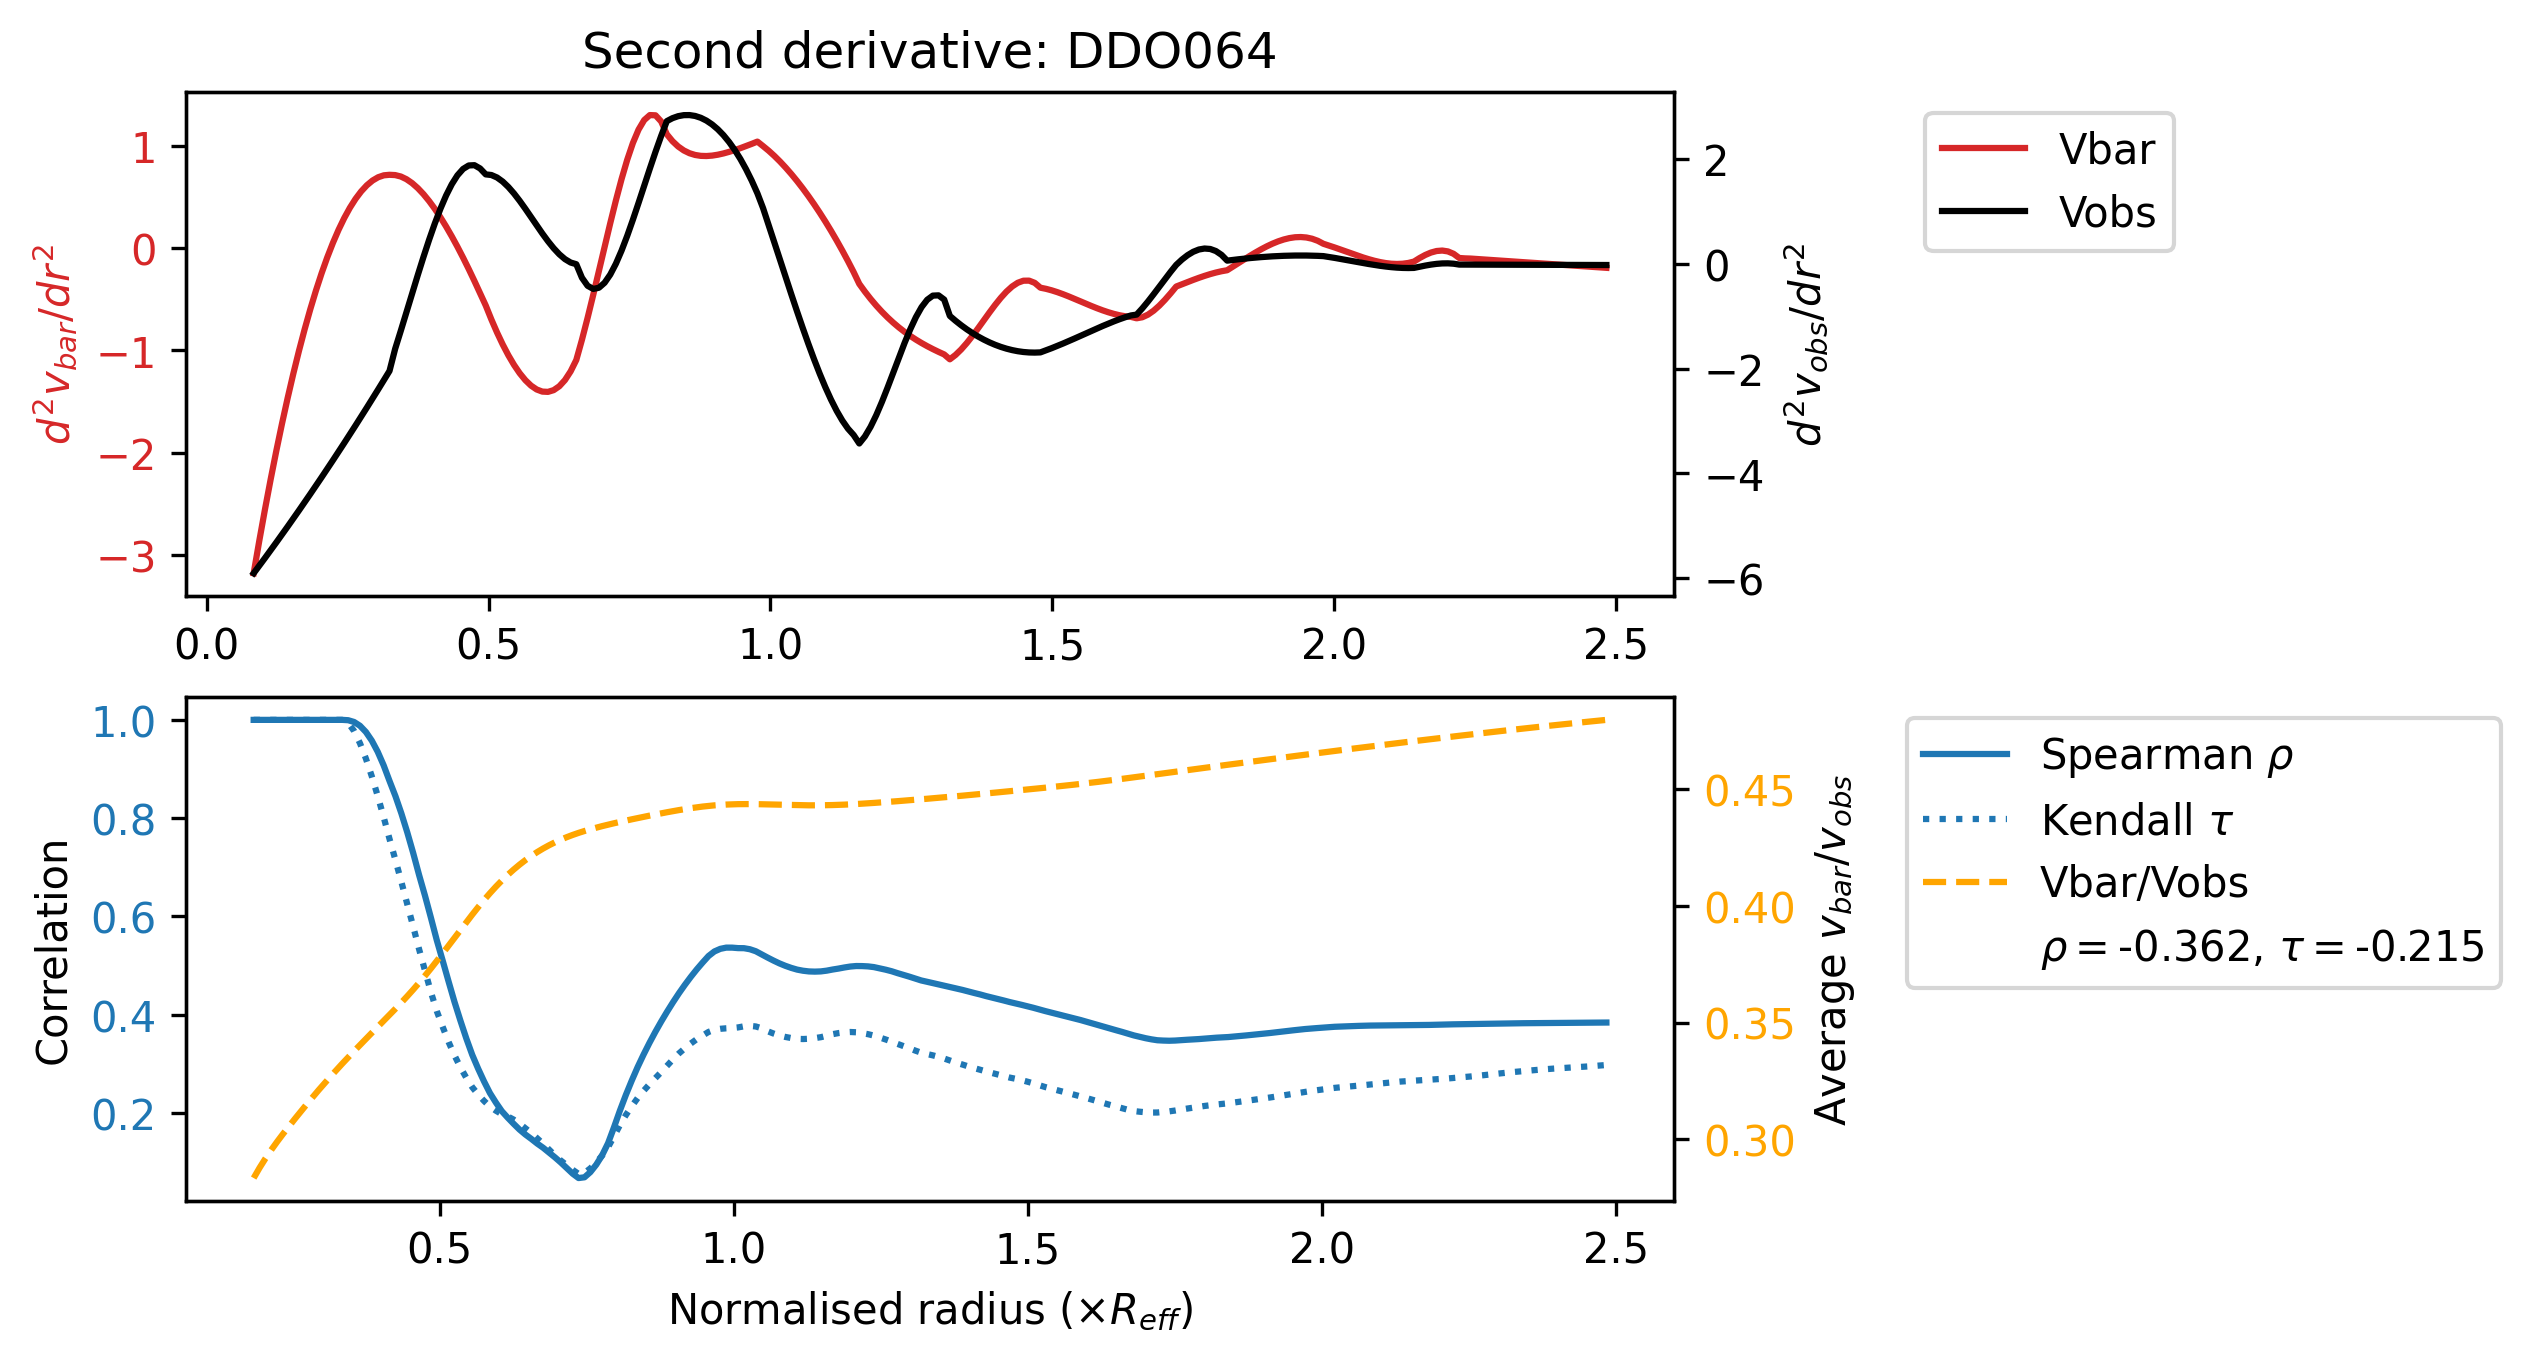 Second derivative: DDO064
d²v_bar/dr²
1
0
−1
−2
−3
2
0
−2
−4
−6
d²v_obs/dr²
0.0 0.5 1.0 1.5 2.0 2.5
Vbar
Vobs
Correlation
1.0
0.8
0.6
0.4
0.2
0.45
0.40
0.35
0.30
Average v_bar/v_obs
0.5 1.0 1.5 2.0 2.5
Normalised radius (×R_eff)
Spearman ρ
Kendall τ
Vbar/Vobs
ρ = -0.362, τ = -0.215